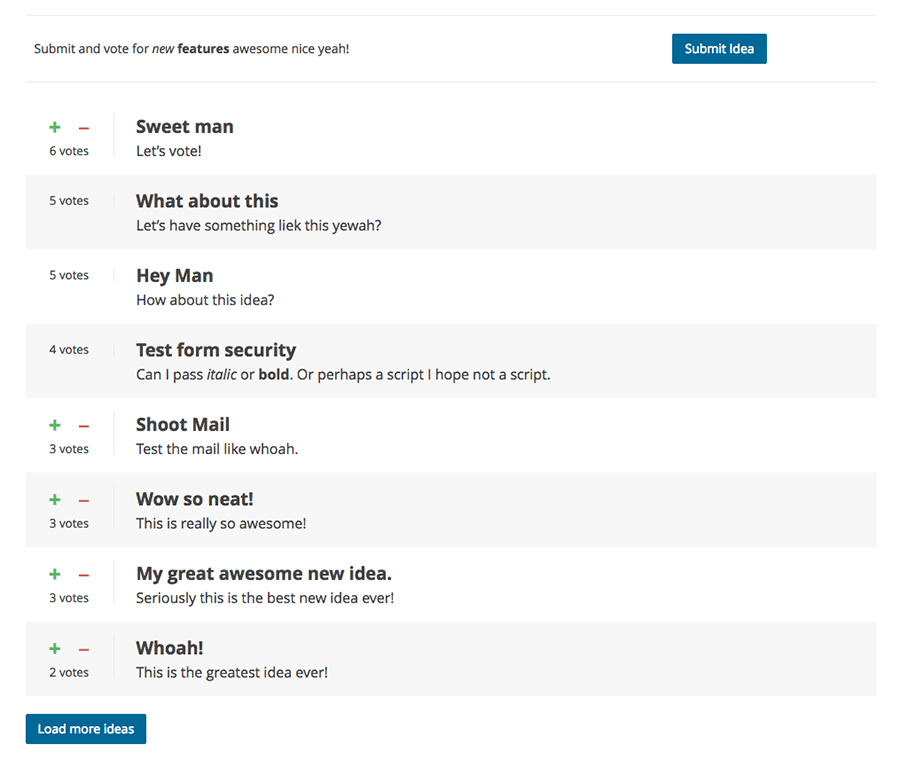 Submit and vote for new features awesome nice yeah!
Submit Idea
+ −
Sweet man
6 votes
Let’s vote!
5 votes
What about this
Let’s have something liek this yewah?
5 votes
Hey Man
How about this idea?
4 votes
Test form security
Can I pass italic or bold. Or perhaps a script I hope not a script.
+ −
Shoot Mail
3 votes
Test the mail like whoah.
+ −
Wow so neat!
3 votes
This is really so awesome!
+ −
My great awesome new idea.
3 votes
Seriously this is the best new idea ever!
+ −
Whoah!
2 votes
This is the greatest idea ever!
Load more ideas